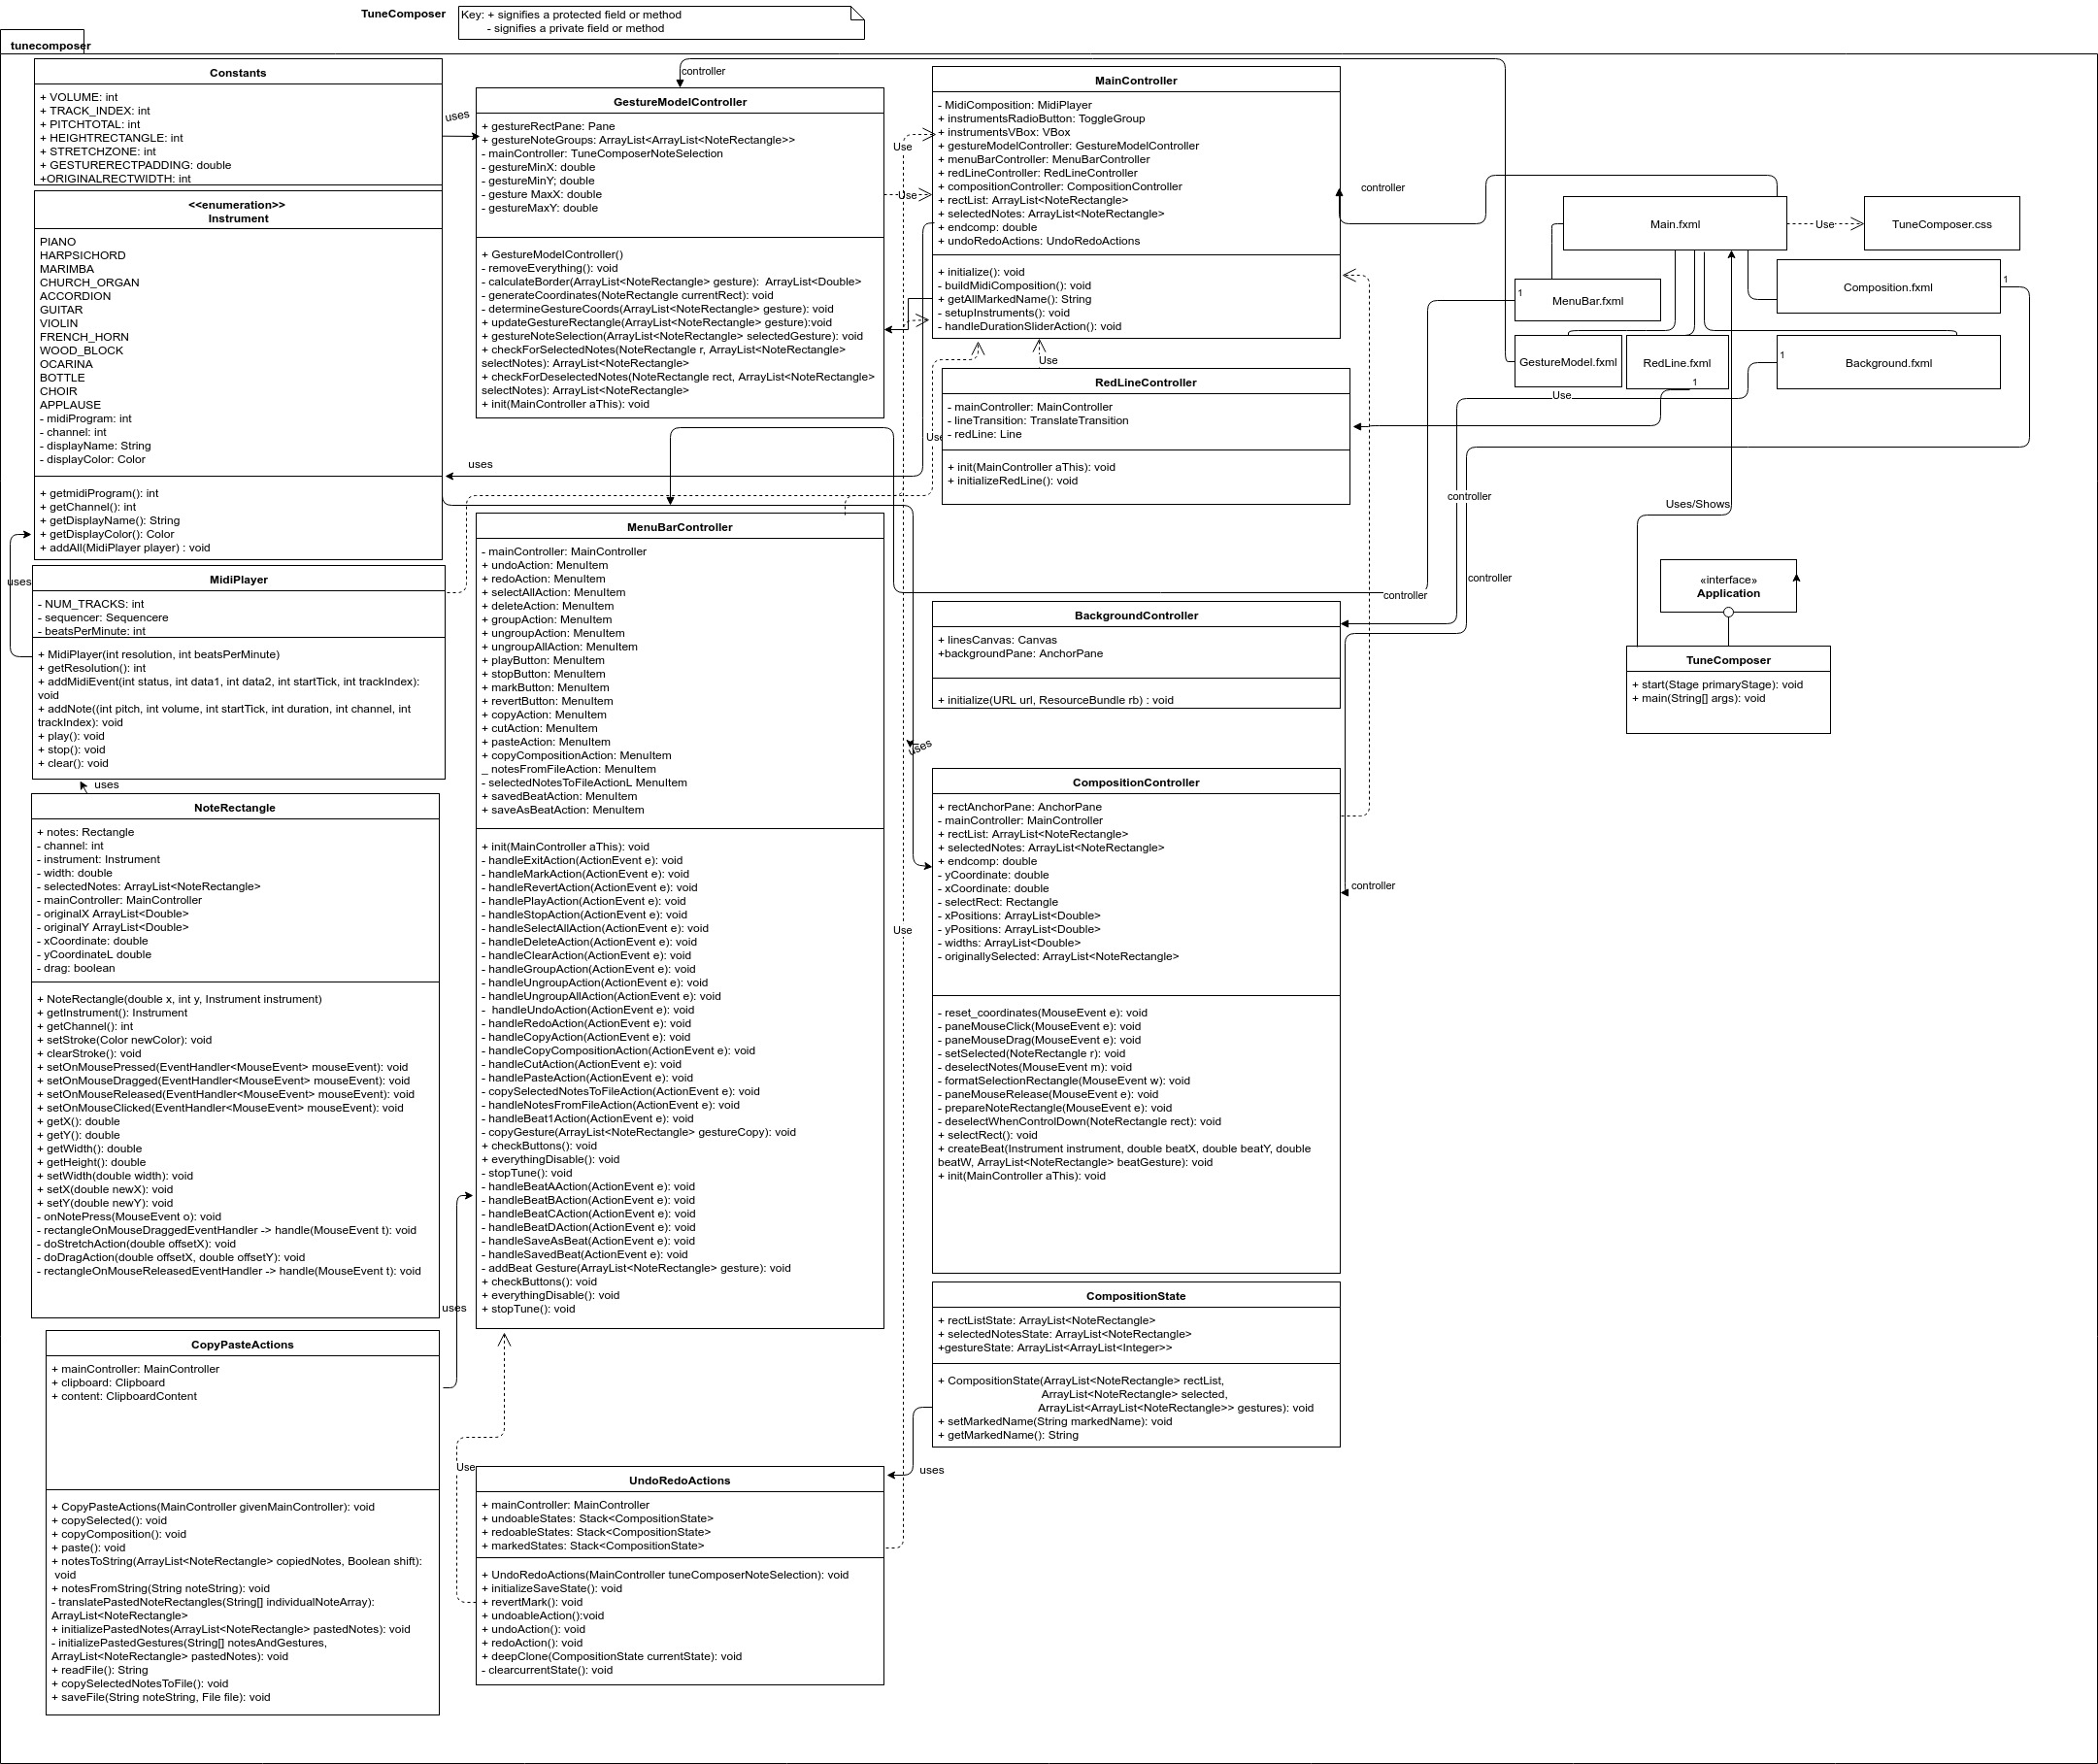 TuneComposer
Key: + signifies a protected field or method
- signifies a private field or method
tunecomposer
Constants
+ VOLUME: int
+ TRACK_INDEX: int
+ PITCHTOTAL: int
+ HEIGHTRECTANGLE: int
+ STRETCHZONE: int
+ GESTURERECTPADDING: double
+ORIGINALRECTWIDTH: int
uses
<<enumeration>>
Instrument
PIANO
HARPSICHORD
MARIMBA
CHURCH_ORGAN
ACCORDION
GUITAR
VIOLIN
FRENCH_HORN
WOOD_BLOCK
OCARINA
BOTTLE
CHOIR
APPLAUSE
- midiProgram: int
- channel: int
- displayName: String
- displayColor: Color
+ getmidiProgram(): int
+ getChannel(): int
+ getDisplayName(): String
+ getDisplayColor(): Color
+ addAll(MidiPlayer player) : void
uses
uses
MidiPlayer
- NUM_TRACKS: int
- sequencer: Sequencere
- beatsPerMinute: int
+ MidiPlayer(int resolution, int beatsPerMinute)
+ getResolution(): int
+ addMidiEvent(int status, int data1, int data2, int startTick, int trackIndex):
void
+ addNote((int pitch, int volume, int startTick, int duration, int channel, int
trackIndex): void
+ play(): void
+ stop(): void
+ clear(): void
uses
NoteRectangle
+ notes: Rectangle
- channel: int
- instrument: Instrument
- width: double
- selectedNotes: ArrayList<NoteRectangle>
- mainController: MainController
- originalX ArrayList<Double>
- originalY ArrayList<Double>
- xCoordinate: double
- yCoordinateL double
- drag: boolean
+ NoteRectangle(double x, int y, Instrument instrument)
+ getInstrument(): Instrument
+ getChannel(): int
+ setStroke(Color newColor): void
+ clearStroke(): void
+ setOnMousePressed(EventHandler<MouseEvent> mouseEvent): void
+ setOnMouseDragged(EventHandler<MouseEvent> mouseEvent): void
+ setOnMouseReleased(EventHandler<MouseEvent> mouseEvent): void
+ setOnMouseClicked(EventHandler<MouseEvent> mouseEvent): void
+ getX(): double
+ getY(): double
+ getWidth(): double
+ getHeight(): double
+ setWidth(double width): void
+ setX(double newX): void
+ setY(double newY): void
- onNotePress(MouseEvent o): void
- rectangleOnMouseDraggedEventHandler -> handle(MouseEvent t): void
- doStretchAction(double offsetX): void
- doDragAction(double offsetX, double offsetY): void
- rectangleOnMouseReleasedEventHandler -> handle(MouseEvent t): void
uses
CopyPasteActions
+ mainController: MainController
+ clipboard: Clipboard
+ content: ClipboardContent
+ CopyPasteActions(MainController givenMainController): void
+ copySelected(): void
+ copyComposition(): void
+ paste(): void
+ notesToString(ArrayList<NoteRectangle> copiedNotes, Boolean shift):
void
+ notesFromString(String noteString): void
- translatePastedNoteRectangles(String[] individualNoteArray):
ArrayList<NoteRectangle>
+ initializePastedNotes(ArrayList<NoteRectangle> pastedNotes): void
- initializePastedGestures(String[] notesAndGestures,
ArrayList<NoteRectangle> pastedNotes): void
+ readFile(): String
+ copySelectedNotesToFile(): void
+ saveFile(String noteString, File file): void
controller
GestureModelController
+ gestureRectPane: Pane
+ gestureNoteGroups: ArrayList<ArrayList<NoteRectangle>>
- mainController: TuneComposerNoteSelection
- gestureMinX: double
- gestureMinY; double
- gesture MaxX: double
- gestureMaxY: double
+ GestureModelController()
- removeEverything(): void
- calculateBorder(ArrayList<NoteRectangle> gesture):  ArrayList<Double>
- generateCoordinates(NoteRectangle currentRect): void
- determineGestureCoords(ArrayList<NoteRectangle> gesture): void
+ updateGestureRectangle(ArrayList<NoteRectangle> gesture):void
- gestureNoteSelection(ArrayList<NoteRectangle> selectedGesture): void
+ checkForSelectedNotes(NoteRectangle r, ArrayList<NoteRectangle>
selectNotes): ArrayList<NoteRectangle>
+ checkForDeselectedNotes(NoteRectangle rect, ArrayList<NoteRectangle>
selectNotes): ArrayList<NoteRectangle>
+ init(MainController aThis): void
Use
Use
Use
MenuBarController
- mainController: MainController
+ undoAction: MenuItem
+ redoAction: MenuItem
+ selectAllAction: MenuItem
+ deleteAction: MenuItem
+ groupAction: MenuItem
+ ungroupAction: MenuItem
+ ungroupAllAction: MenuItem
+ playButton: MenuItem
+ stopButton: MenuItem
+ markButton: MenuItem
+ revertButton: MenuItem
+ copyAction: MenuItem
+ cutAction: MenuItem
+ pasteAction: MenuItem
+ copyCompositionAction: MenuItem
_ notesFromFileAction: MenuItem
- selectedNotesToFileActionL MenuItem
+ savedBeatAction: MenuItem
+ saveAsBeatAction: MenuItem
+ init(MainController aThis): void
- handleExitAction(ActionEvent e): void
- handleMarkAction(ActionEvent e): void
- handleRevertAction(ActionEvent e): void
- handlePlayAction(ActionEvent e): void
- handleStopAction(ActionEvent e): void
- handleSelectAllAction(ActionEvent e): void
- handleDeleteAction(ActionEvent e): void
- handleClearAction(ActionEvent e): void
- handleGroupAction(ActionEvent e): void
- handleUngroupAction(ActionEvent e): void
- handleUngroupAllAction(ActionEvent e): void
-  handleUndoAction(ActionEvent e): void
- handleRedoAction(ActionEvent e): void
- handleCopyAction(ActionEvent e): void
- handleCopyCompositionAction(ActionEvent e): void
- handleCutAction(ActionEvent e): void
- handlePasteAction(ActionEvent e): void
- copySelectedNotesToFileAction(ActionEvent e): void
- handleNotesFromFileAction(ActionEvent e): void
- handleBeat1Action(ActionEvent e): void
- copyGesture(ArrayList<NoteRectangle> gestureCopy): void
+ checkButtons(): void
+ everythingDisable(): void
- stopTune(): void
- handleBeatAAction(ActionEvent e): void
- handleBeatBAction(ActionEvent e): void
- handleBeatCAction(ActionEvent e): void
- handleBeatDAction(ActionEvent e): void
- handleSaveAsBeat(ActionEvent e): void
- handleSavedBeat(ActionEvent e): void
- addBeat Gesture(ArrayList<NoteRectangle> gesture): void
+ checkButtons(): void
+ everythingDisable(): void
+ stopTune(): void
Use
Use
UndoRedoActions
+ mainController: MainController
+ undoableStates: Stack<CompositionState>
+ redoableStates: Stack<CompositionState>
+ markedStates: Stack<CompositionState>
+ UndoRedoActions(MainController tuneComposerNoteSelection): void
+ initializeSaveState(): void
+ revertMark(): void
+ undoableAction():void
+ undoAction(): void
+ redoAction(): void
+ deepClone(CompositionState currentState): void
- clearcurrentState(): void
MainController
- MidiComposition: MidiPlayer
+ instrumentsRadioButton: ToggleGroup
+ instrumentsVBox: VBox
+ gestureModelController: GestureModelController
+ menuBarController: MenuBarController
+ redLineController: RedLineController
+ compositionController: CompositionController
+ rectList: ArrayList<NoteRectangle>
+ selectedNotes: ArrayList<NoteRectangle>
+ endcomp: double
+ undoRedoActions: UndoRedoActions
+ initialize(): void
- buildMidiComposition(): void
+ getAllMarkedName(): String
- setupInstruments(): void
- handleDurationSliderAction(): void
Use
RedLineController
- mainController: MainController
- lineTransition: TranslateTransition
- redLine: Line
+ init(MainController aThis): void
+ initializeRedLine(): void
BackgroundController
+ linesCanvas: Canvas
+backgroundPane: AnchorPane
+ initialize(URL url, ResourceBundle rb) : void
uses
CompositionController
+ rectAnchorPane: AnchorPane
- mainController: MainController
+ rectList: ArrayList<NoteRectangle>
+ selectedNotes: ArrayList<NoteRectangle>
+ endcomp: double
- yCoordinate: double
- xCoordinate: double
- selectRect: Rectangle
- xPositions: ArrayList<Double>
- yPositions: ArrayList<Double>
- widths: ArrayList<Double>
- originallySelected: ArrayList<NoteRectangle>
- reset_coordinates(MouseEvent e): void
- paneMouseClick(MouseEvent e): void
- paneMouseDrag(MouseEvent e): void
- setSelected(NoteRectangle r): void
- deselectNotes(MouseEvent m): void
- formatSelectionRectangle(MouseEvent w): void
- paneMouseRelease(MouseEvent e): void
- prepareNoteRectangle(MouseEvent e): void
- deselectWhenControlDown(NoteRectangle rect): void
+ selectRect(): void
+ createBeat(Instrument instrument, double beatX, double beatY, double
beatW, ArrayList<NoteRectangle> beatGesture): void
+ init(MainController aThis): void
CompositionState
+ rectListState: ArrayList<NoteRectangle>
+ selectedNotesState: ArrayList<NoteRectangle>
+gestureState: ArrayList<ArrayList<Integer>>
+ CompositionState(ArrayList<NoteRectangle> rectList,
ArrayList<NoteRectangle> selected,
ArrayList<ArrayList<NoteRectangle>> gestures): void
+ setMarkedName(String markedName): void
+ getMarkedName(): String
uses
controller
Main.fxml
Use
TuneComposer.css
1
MenuBar.fxml
Composition.fxml
1
GestureModel.fxml
RedLine.fxml
1
1
Background.fxml
Use
controller
Uses/Shows
controller
controller
controller
«interface»
Application
TuneComposer
+ start(Stage primaryStage): void
+ main(String[] args): void